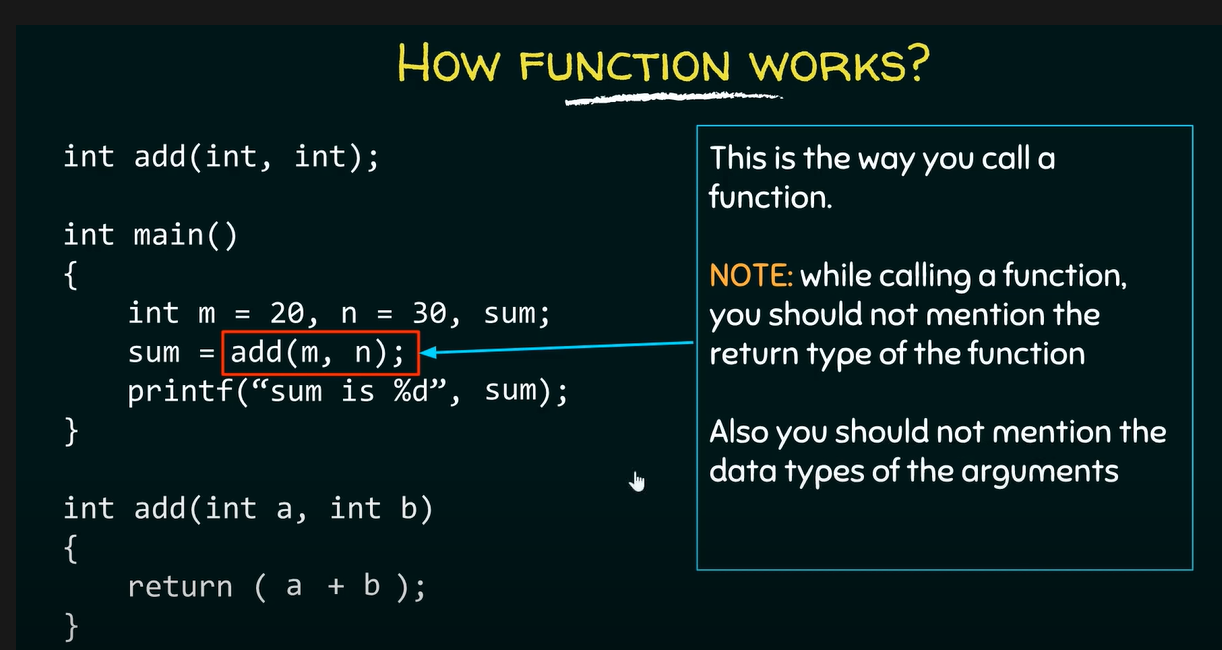 HOW FUNCTION WORKS?
int add(int, int);
int main()
{
int m = 20, n = 30, sum;
sum = add(m, n);
printf(“sum is %d”, sum);
}
int add(int a, int b)
{
return ( a + b );
}
This is the way you call a
function.
NOTE: while calling a function,
you should not mention the
return type of the function
Also you should not mention the
data types of the arguments